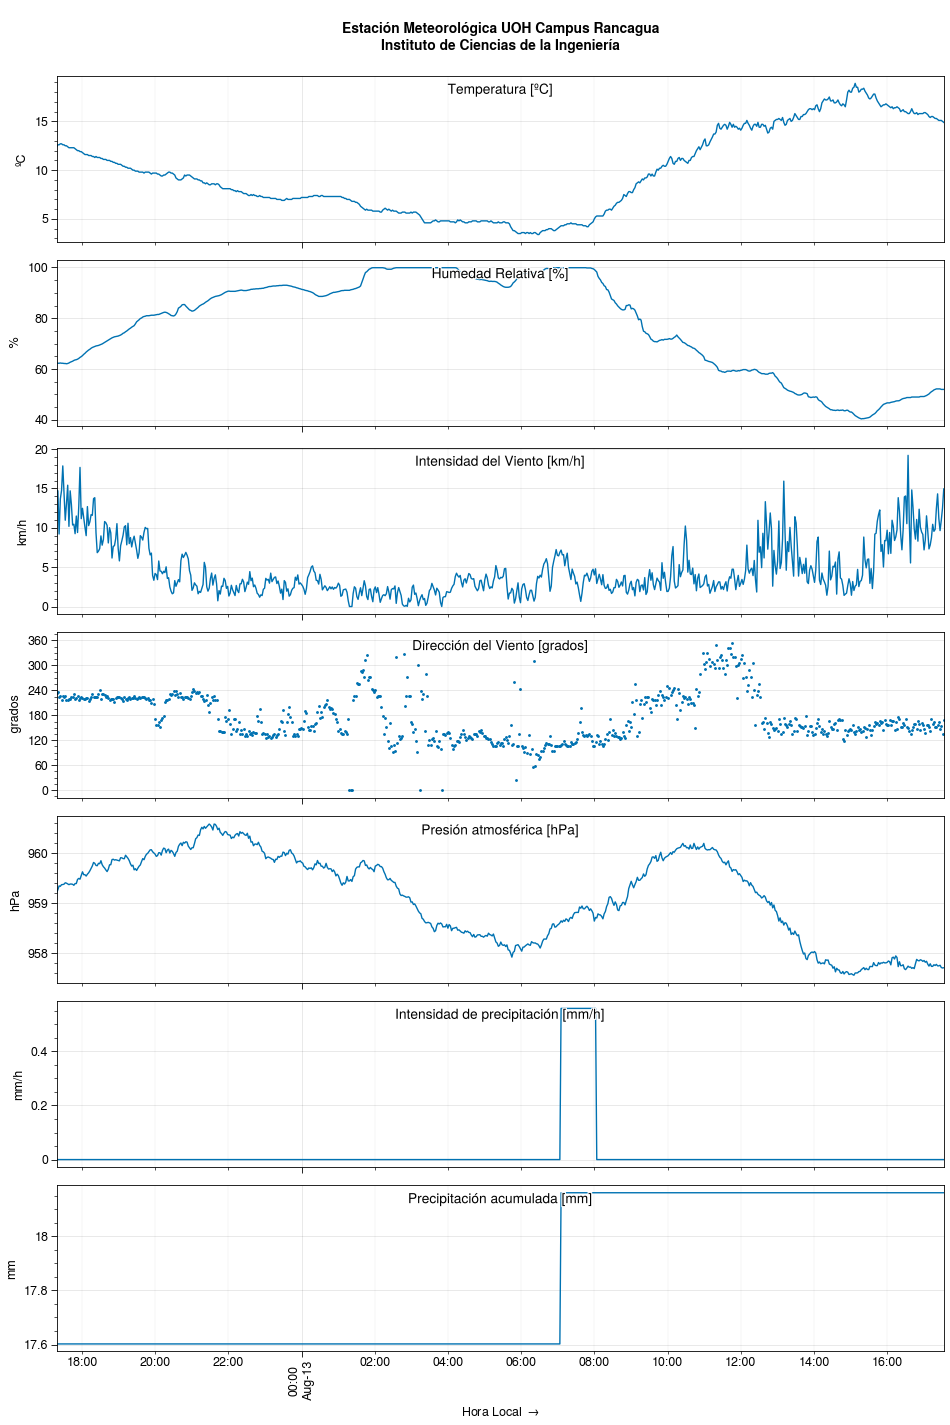 Estación Meteorológica UOH Campus Rancagua
Instituto de Ciencias de la Ingeniería
Temperatura [ºC]
15
10
5
ºC
Humedad Relativa [%]
100
80
60
40
%
Intensidad del Viento [km/h]
20
15
10
5
0
km/h
Dirección del Viento [grados]
360
300
240
180
120
60
0
grados
Presión atmosférica [hPa]
960
959
958
hPa
Intensidad de precipitación [mm/h]
0.4
0.2
0
mm/h
Precipitación acumulada [mm]
18
17.8
17.6
mm
18:00 20:00 22:00 00:00 02:00 04:00 06:00 08:00 10:00 12:00 14:00 16:00
Aug-13
Hora Local →